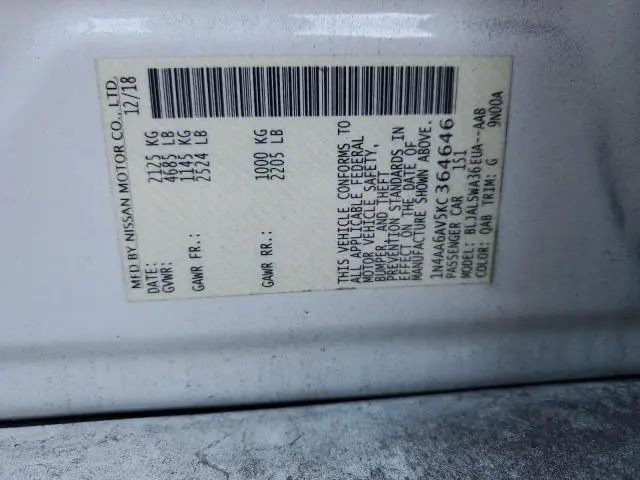 MFD BY NISSAN MOTOR CO., LTD.
DATE: 12/18
GVWR: 2125 KG
4685 LB
GAWR FR.: 1145 KG
2524 LB
GAWR RR.: 1000 KG
2205 LB
THIS VEHICLE CONFORMS TO
ALL APPLICABLE FEDERAL
MOTOR VEHICLE SAFETY,
BUMPER, AND THEFT
PREVENTION STANDARDS IN
EFFECT ON THE DATE OF
MANUFACTURE SHOWN ABOVE.
1N4AA6AV5KC364646
PASSENGER CAR 151
MODEL: BLJALSWA36EUA--AAB
COLOR: QAB TRIM: G 9N00A